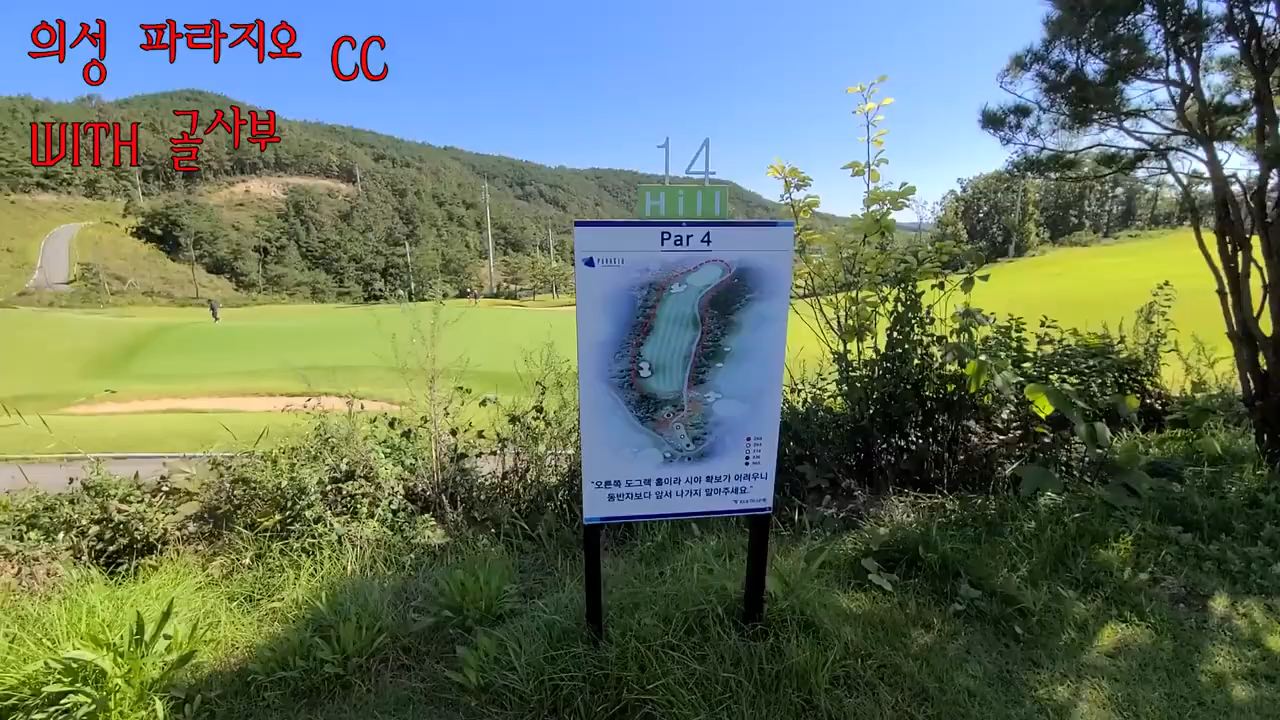 의성 파라지오 CC
WITH 골사부
14
Hill
Par 4
PARAGIO
"오른쪽 도그랙 홀이라 시야 확보가 어려우니
동반자보다 앞서 나가지 말아주세요."